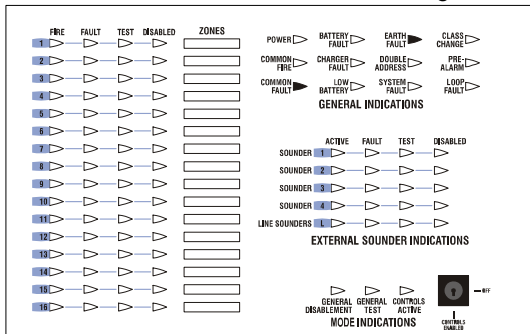 FIRE FAULT TEST DISABLED ZONES
1
2
3
4
5
6
7
8
9
10
11
12
13
14
15
16
POWER BATTERY FAULT EARTH FAULT CLASS CHANGE
COMMON FIRE CHARGER FAULT DOUBLE ADDRESS PRE-ALARM
COMMON FAULT LOW BATTERY SYSTEM FAULT LOOP FAULT
GENERAL INDICATIONS
ACTIVE FAULT TEST DISABLED
SOUNDER 1
SOUNDER 2
SOUNDER 3
SOUNDER 4
LINE SOUNDERS L
EXTERNAL SOUNDER INDICATIONS
GENERAL DISABLEMENT GENERAL TEST CONTROLS ACTIVE
MODE INDICATIONS
OFF
CONTROLS
ENABLED